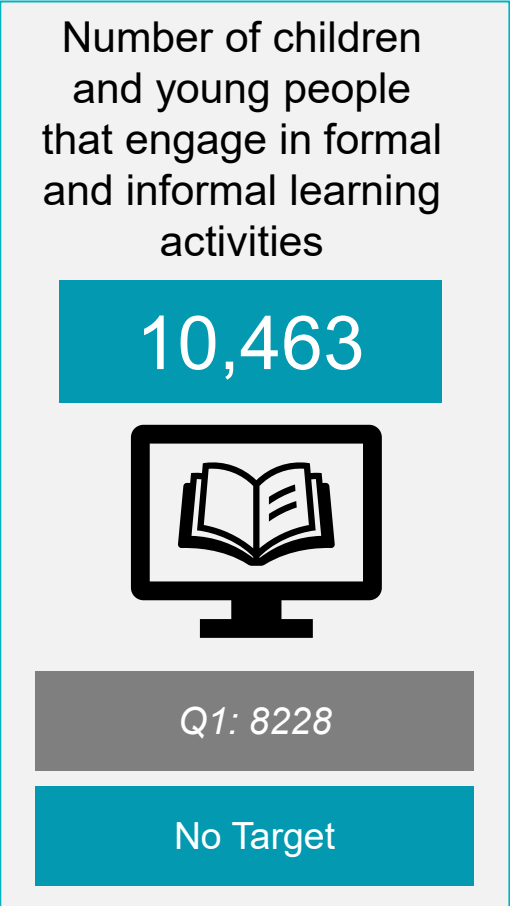 Number of children
and young people
that engage in formal
and informal learning
activities
10,463
Q1: 8228
No Target